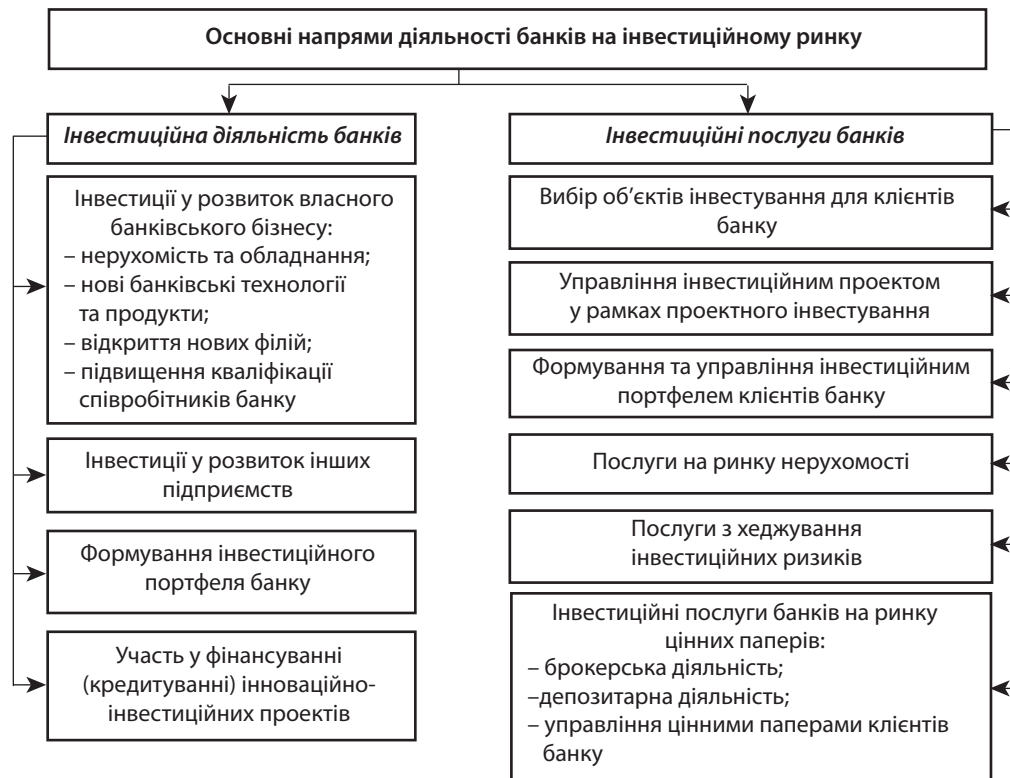 Основні напрями діяльності банків на інвестиційному ринку
Інвестиційна діяльність банків
Інвестиції у розвиток власного
банківського бізнесу:
– нерухомість та обладнання;
– нові банківські технології
та продукти;
– відкриття нових філій;
– підвищення кваліфікації
співробітників банку
Інвестиції у розвиток інших
підприємств
Формування інвестиційного
портфеля банку
Участь у фінансуванні
(кредитуванні) інноваційно-
інвестиційних проектів
Інвестиційні послуги банків
Вибір об’єктів інвестування для клієнтів
банку
Управління інвестиційним проектом
у рамках проектного інвестування
Формування та управління інвестиційним
портфелем клієнтів банку
Послуги на ринку нерухомості
Послуги з хеджування
інвестиційних ризиків
Інвестиційні послуги банків на ринку
цінних паперів:
– брокерська діяльність;
–депозитарна діяльність;
– управління цінними паперами клієнтів
банку